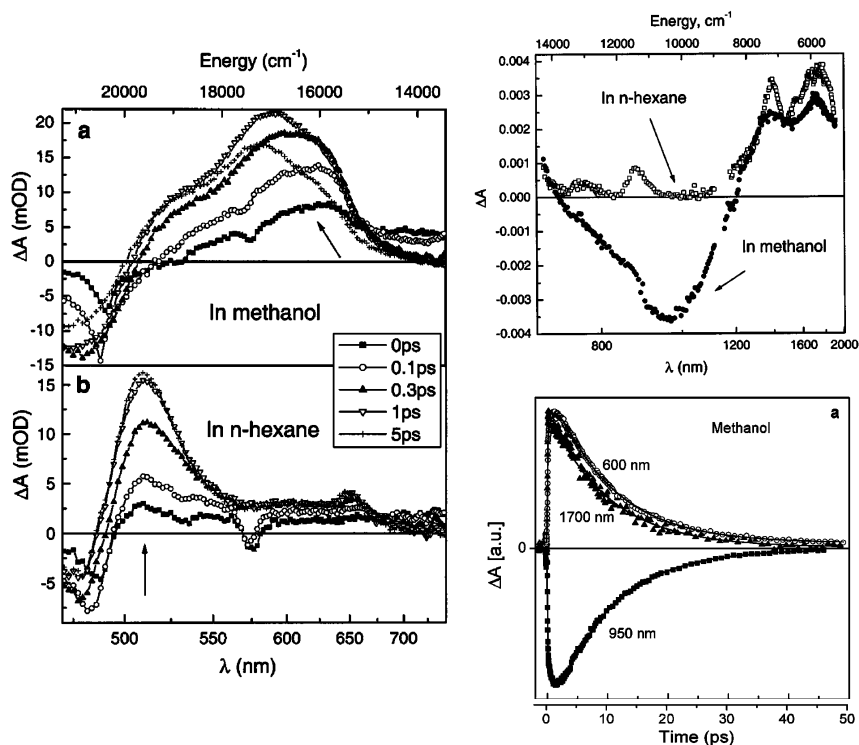 Energy (cm⁻¹)
20000 18000 16000 14000
a
20
15
10
5
0
-5
-10
-15
ΔA (mOD)
In methanol
0ps
0.1ps
0.3ps
1ps
5ps
b
15
10
5
0
-5
ΔA (mOD)
In n-hexane
500 550 600 650 700
λ (nm)
Energy, cm⁻¹
14000 12000 10000 8000 6000
0.004
0.003
0.002
0.001
0.000
-0.001
-0.002
-0.003
-0.004
ΔA
In n-hexane
In methanol
800 1200 1600 2000
λ (nm)
a
Methanol
600 nm
1700 nm
0
ΔA [a.u.]
950 nm
0 10 20 30 40 50
Time (ps)